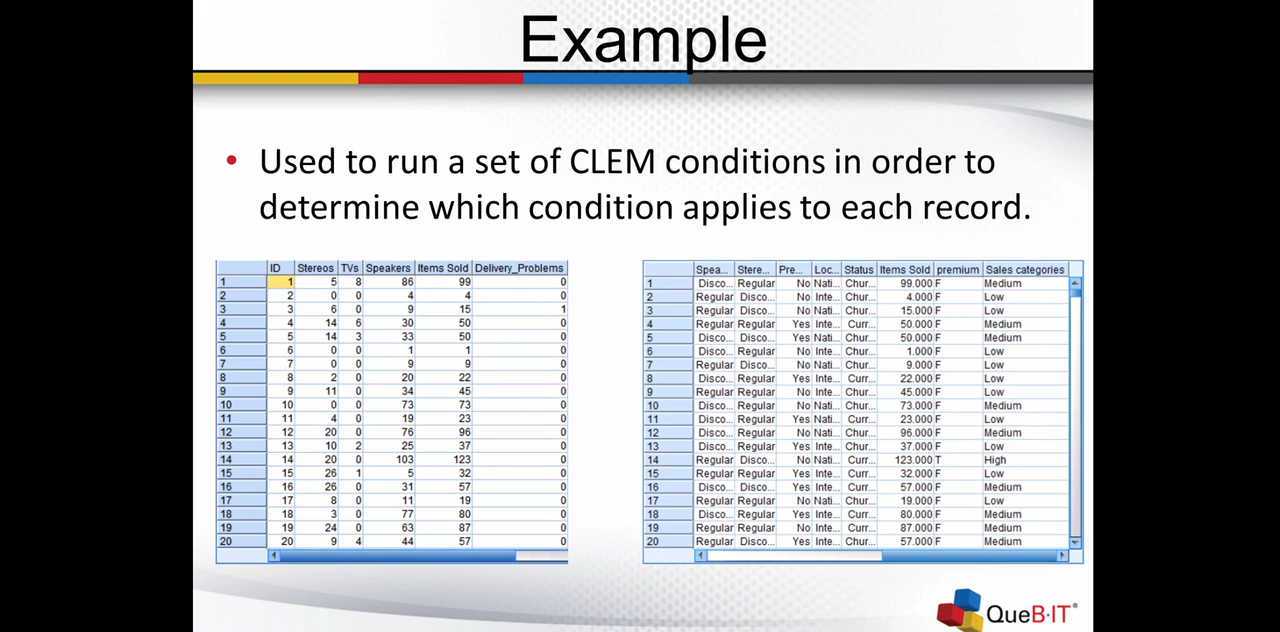 Example
• Used to run a set of CLEM conditions in order to
determine which condition applies to each record.
ID Stereos TVs Speakers Items Sold Delivery_Problems
1 1 5 8 86 99 0
2 2 0 0 4 4 0
3 3 6 0 9 15 1
4 4 14 6 30 50 0
5 5 14 3 33 50 0
6 6 0 0 1 1 0
7 7 0 0 9 9 0
8 8 2 0 20 22 0
9 9 11 0 34 45 0
10 10 0 0 73 73 0
11 11 4 0 19 23 0
12 12 20 0 76 96 0
13 13 10 2 25 37 0
14 14 20 0 103 123 0
15 15 26 1 5 32 0
16 16 26 0 31 57 0
17 17 8 0 11 19 0
18 18 3 0 77 80 0
19 19 24 0 63 87 0
20 20 9 4 44 57 0
Spea... Stere... Pre... Loc... Status Items Sold premium Sales categories
1 Disco... Regular No Nati... Chur... 99.000 F Medium
2 Regular Disco... No Inte... Chur... 4.000 F Low
3 Regular Disco... No Nati... Chur... 15.000 F Low
4 Regular Regular Yes Inte... Curr... 50.000 F Medium
5 Disco... Disco... Yes Nati... Chur... 50.000 F Medium
6 Disco... Regular No Inte... Chur... 1.000 F Low
7 Regular Disco... No Nati... Chur... 9.000 F Low
8 Disco... Regular Yes Inte... Curr... 22.000 F Low
9 Regular Regular No Inte... Chur... 45.000 F Low
10 Disco... Regular No Nati... Chur... 73.000 F Medium
11 Disco... Regular Yes Nati... Chur... 23.000 F Low
12 Disco... Regular No Inte... Chur... 96.000 F Medium
13 Disco... Regular Yes Inte... Chur... 37.000 F Low
14 Regular Disco... No Nati... Curr... 123.000 T High
15 Regular Regular Yes Inte... Curr... 32.000 F Low
16 Disco... Disco... Yes Inte... Curr... 57.000 F Medium
17 Regular Regular No Nati... Chur... 19.000 F Low
18 Disco... Regular Yes Inte... Curr... 80.000 F Medium
19 Regular Regular No Inte... Curr... 87.000 F Medium
20 Regular Disco... Yes Inte... Curr... 57.000 F Medium
QueB·IT®